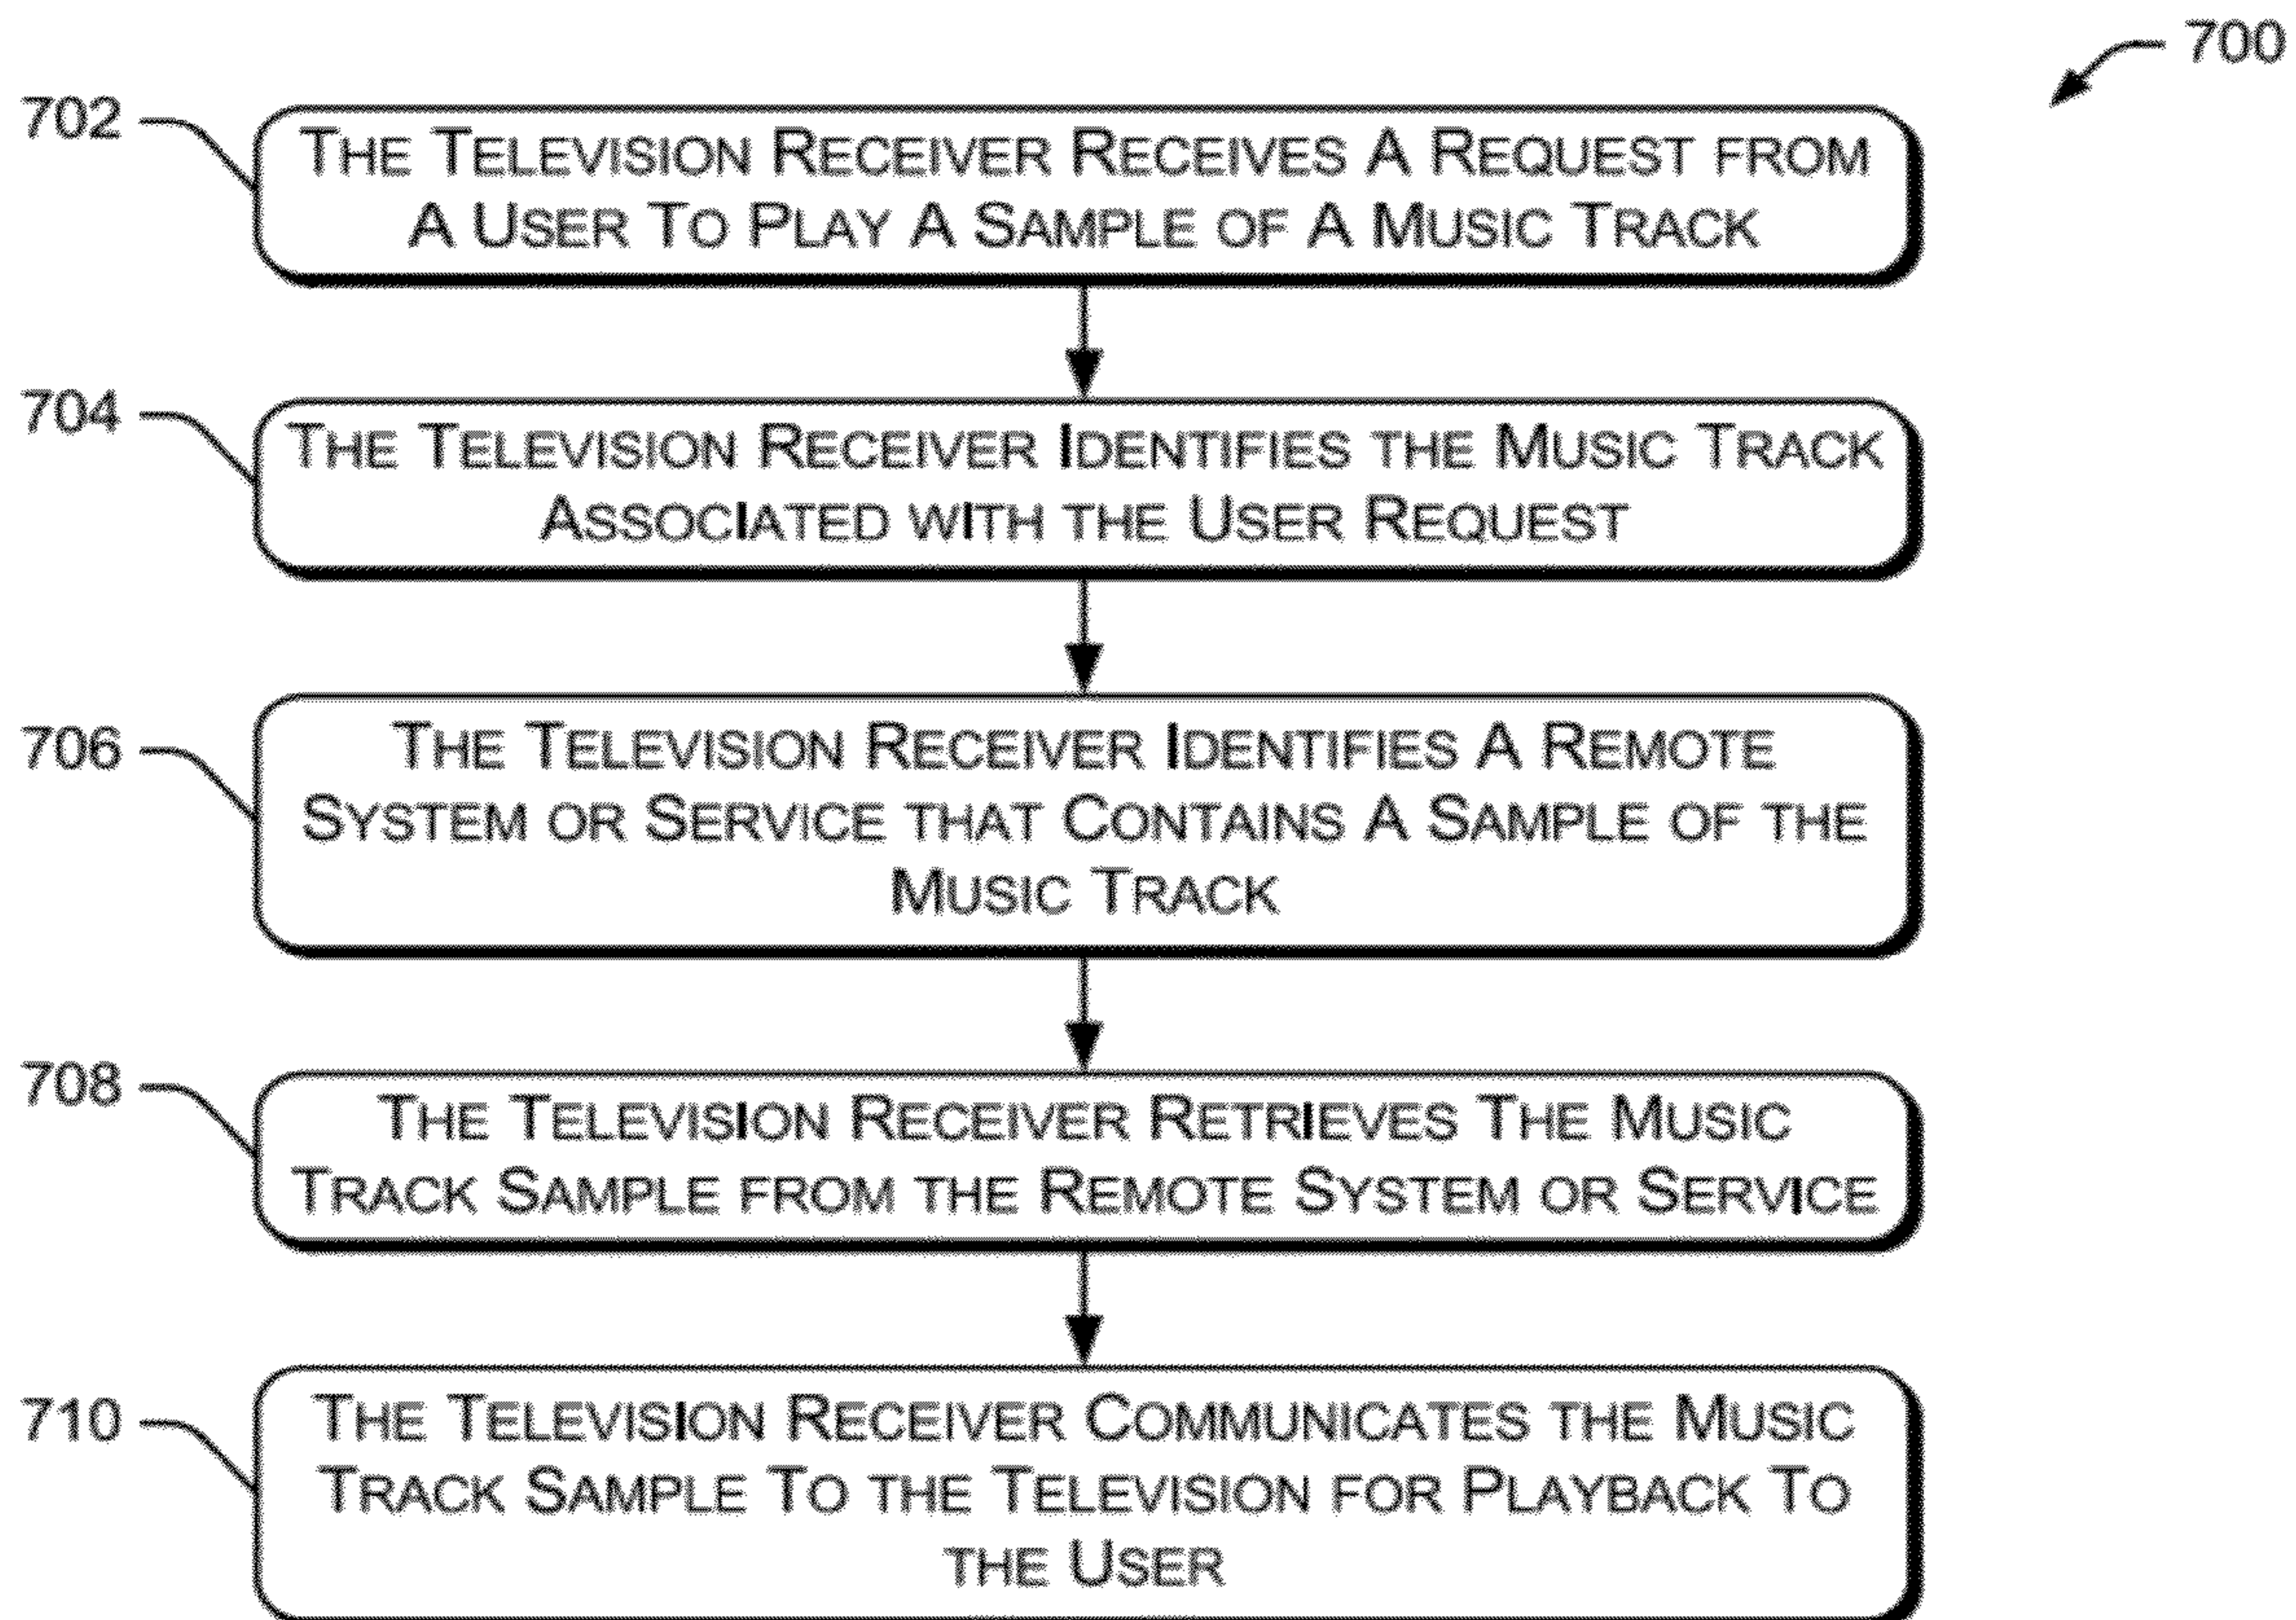 700
702
The Television Receiver Receives A Request from
A User To Play A Sample of A Music Track
704
The Television Receiver Identifies the Music Track
Associated with the User Request
706
The Television Receiver Identifies A Remote
System or Service that Contains A Sample of the
Music Track
708
The Television Receiver Retrieves The Music
Track Sample from the Remote System or Service
710
The Television Receiver Communicates the Music
Track Sample To the Television for Playback To
the User